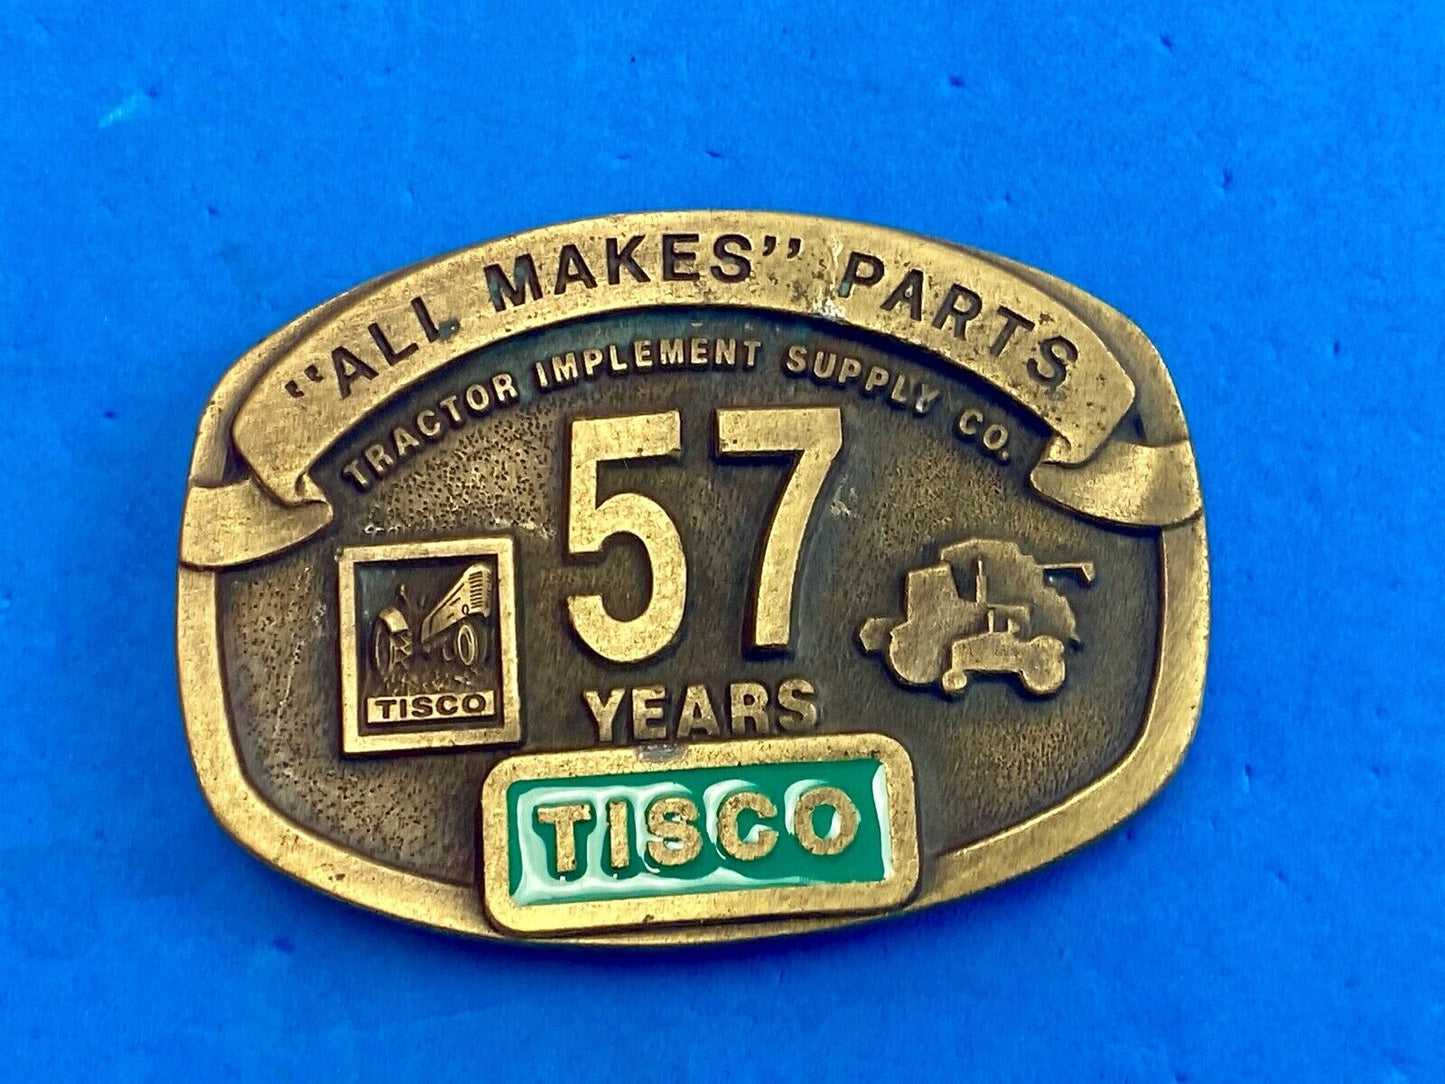 "ALL MAKES" PARTS
TRACTOR IMPLEMENT SUPPLY CO.
57
YEARS
TISCO
TISCO